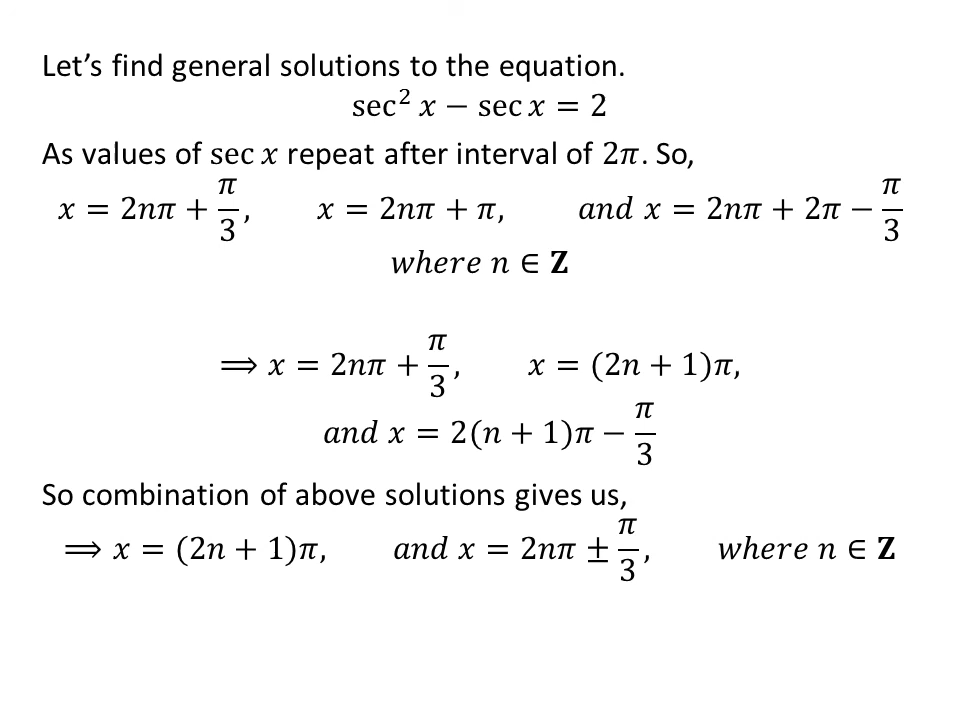 Let’s find general solutions to the equation.
sec² 𝑥 − sec 𝑥 = 2
As values of sec 𝑥 repeat after interval of 2𝜋. So,
𝑥 = 2𝑛𝜋 + 𝜋/3, 𝑥 = 2𝑛𝜋 + 𝜋, 𝑎𝑛𝑑 𝑥 = 2𝑛𝜋 + 2𝜋 − 𝜋/3
𝑤ℎ𝑒𝑟𝑒 𝑛 ∈ 𝐙
⟹ 𝑥 = 2𝑛𝜋 + 𝜋/3, 𝑥 = (2𝑛 + 1)𝜋,
𝑎𝑛𝑑 𝑥 = 2(𝑛 + 1)𝜋 − 𝜋/3
So combination of above solutions gives us,
⟹ 𝑥 = (2𝑛 + 1)𝜋, 𝑎𝑛𝑑 𝑥 = 2𝑛𝜋 ± 𝜋/3, 𝑤ℎ𝑒𝑟𝑒 𝑛 ∈ 𝐙